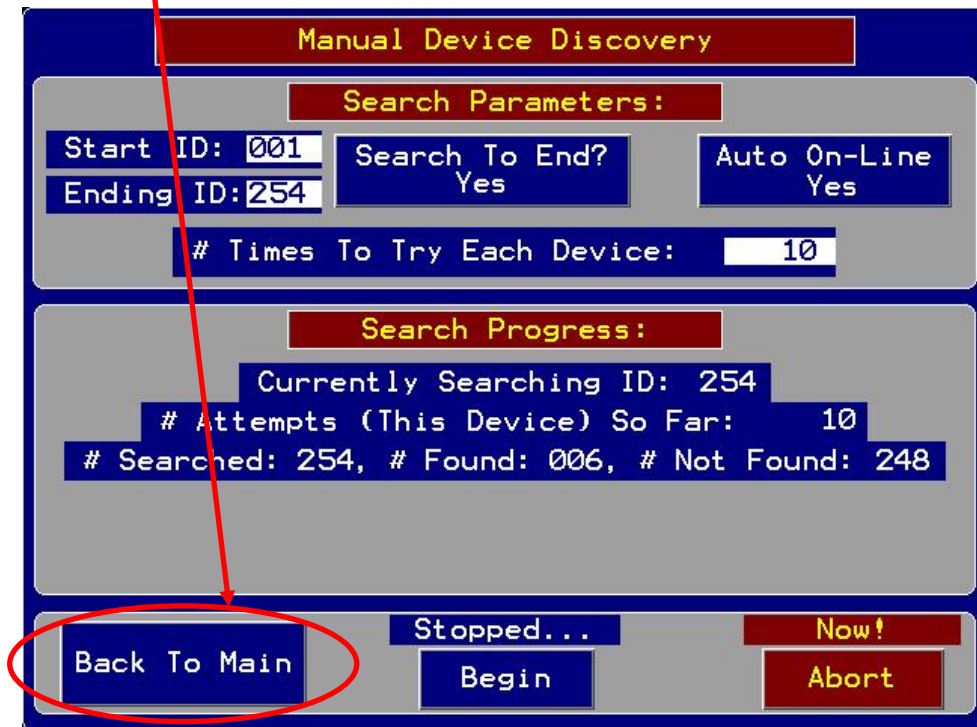 Manual Device Discovery
Search Parameters:
Start ID: 001
Ending ID: 254
Search To End?
Yes
Auto On-Line
Yes
# Times To Try Each Device: 10
Search Progress:
Currently Searching ID: 254
# Attempts (This Device) So Far: 10
# Searched: 254, # Found: 006, # Not Found: 248
Back To Main
Stopped...
Begin
Now!
Abort